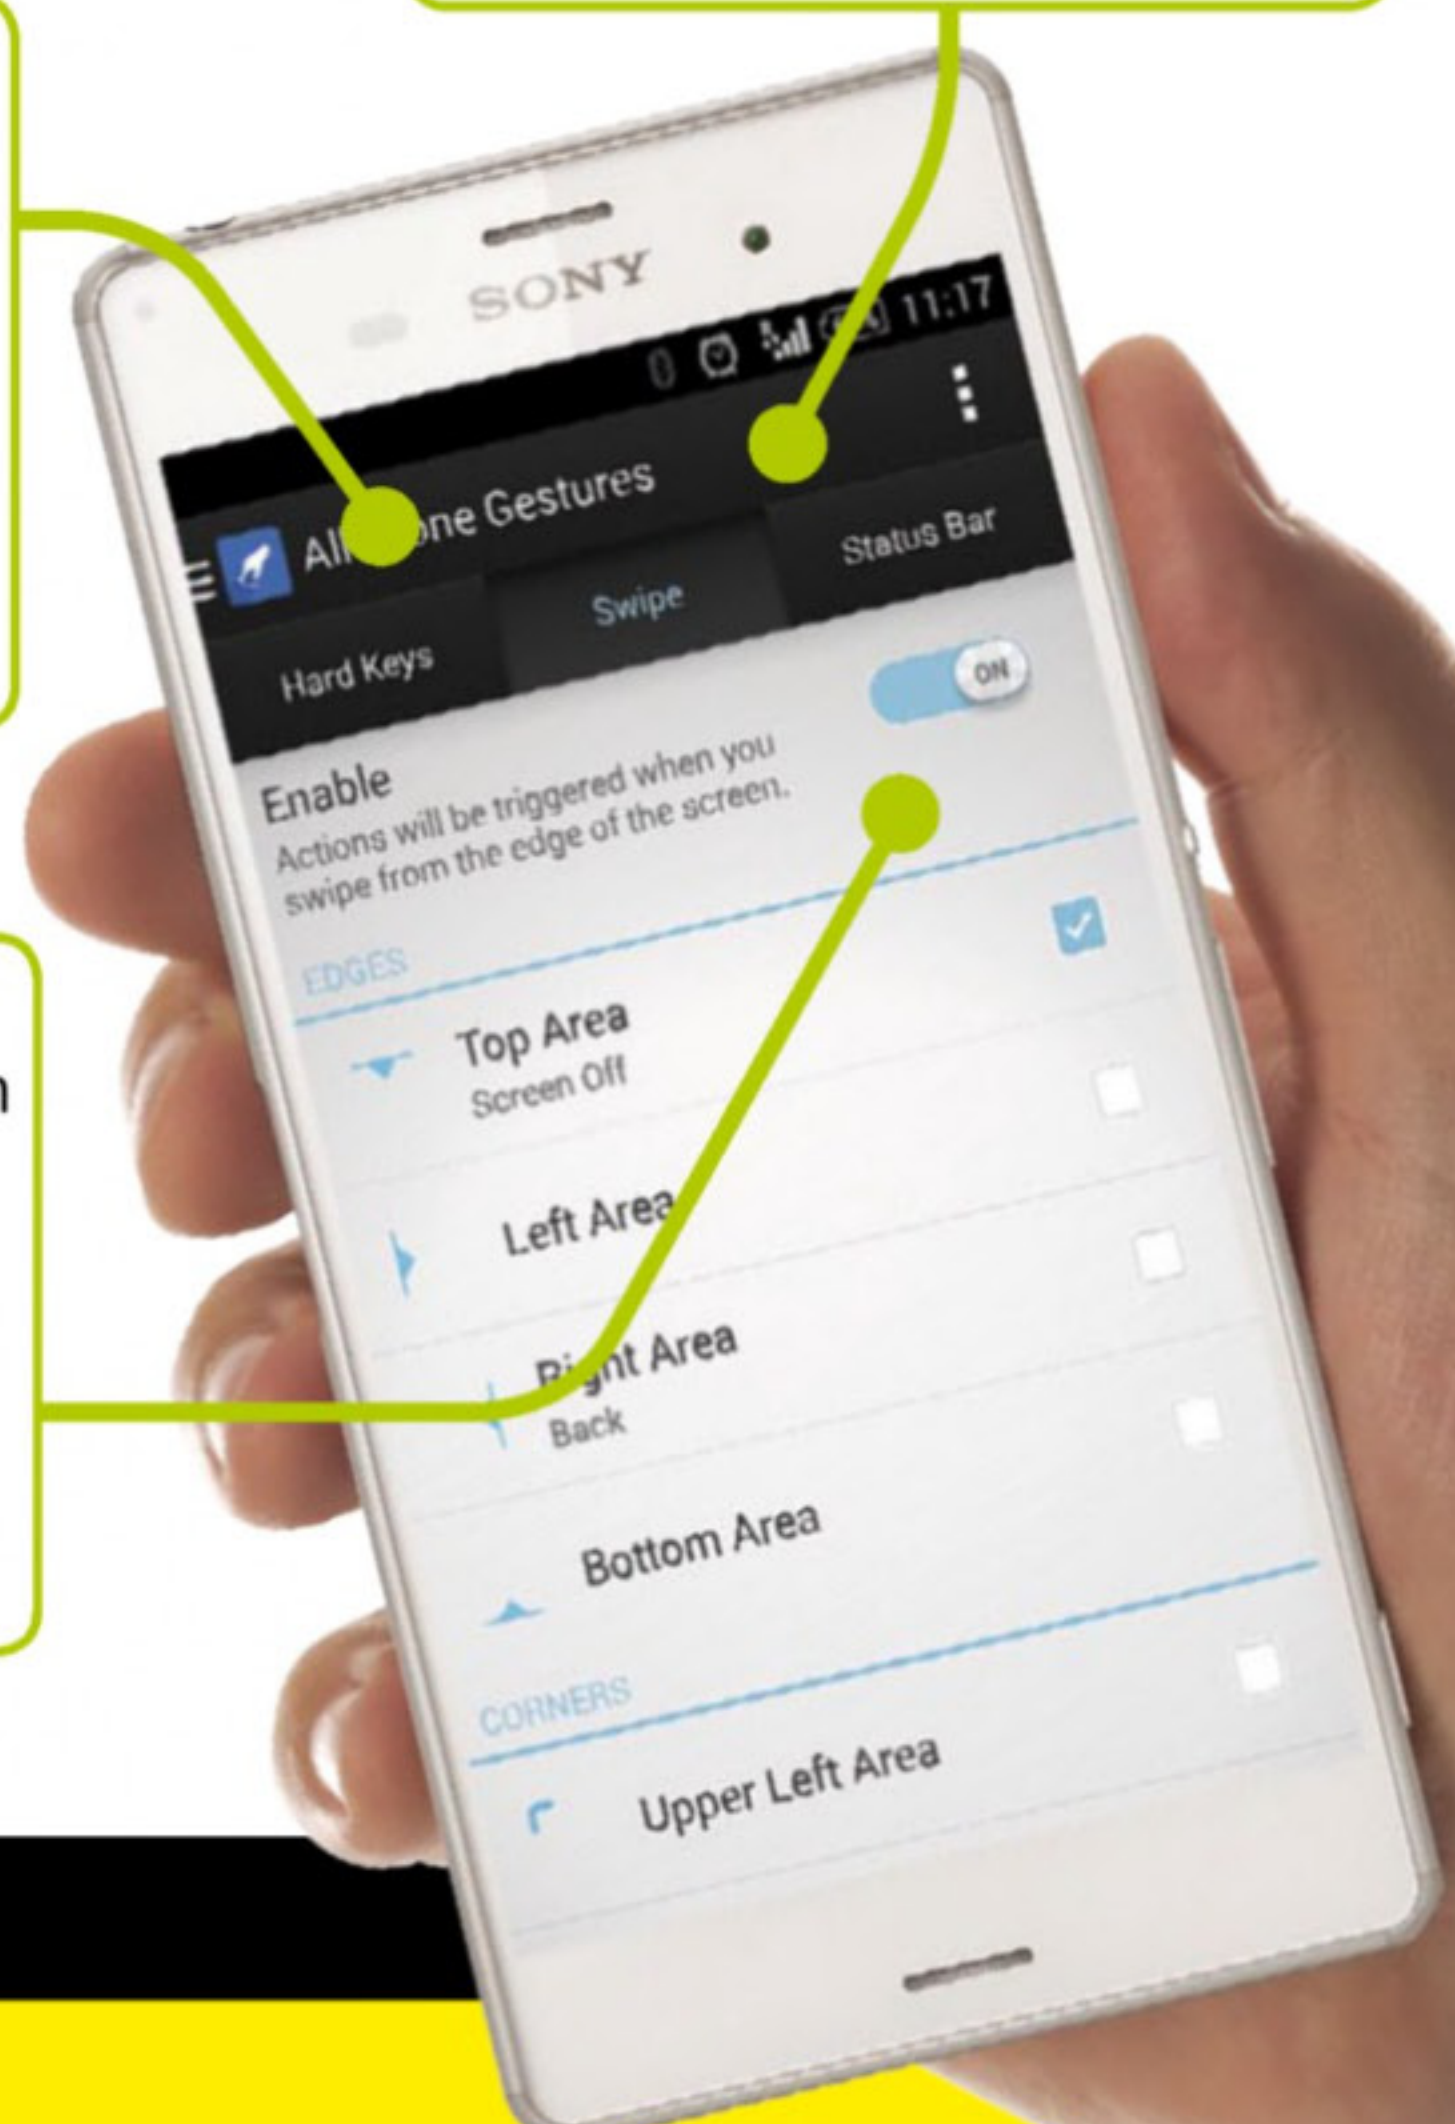 SONY
11:17
Gestures
Hard Keys
Swipe
Status Bar
Enable
ON
Actions will be triggered when you
swipe from the edge of the screen.
EDGES
Top Area
Screen Off
Left Area
Area
Back
Bottom Area
CORNERS
Upper Left Area